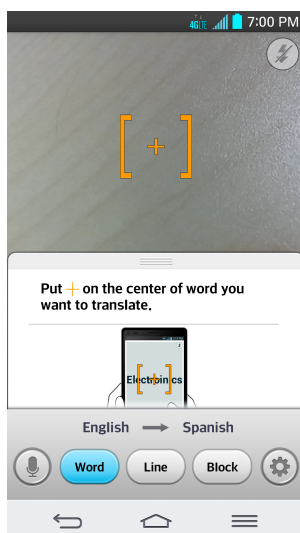 4G LTE 7:00 PM
Put + on the center of word you
want to translate.
Electronics
English → Spanish
Word Line Block